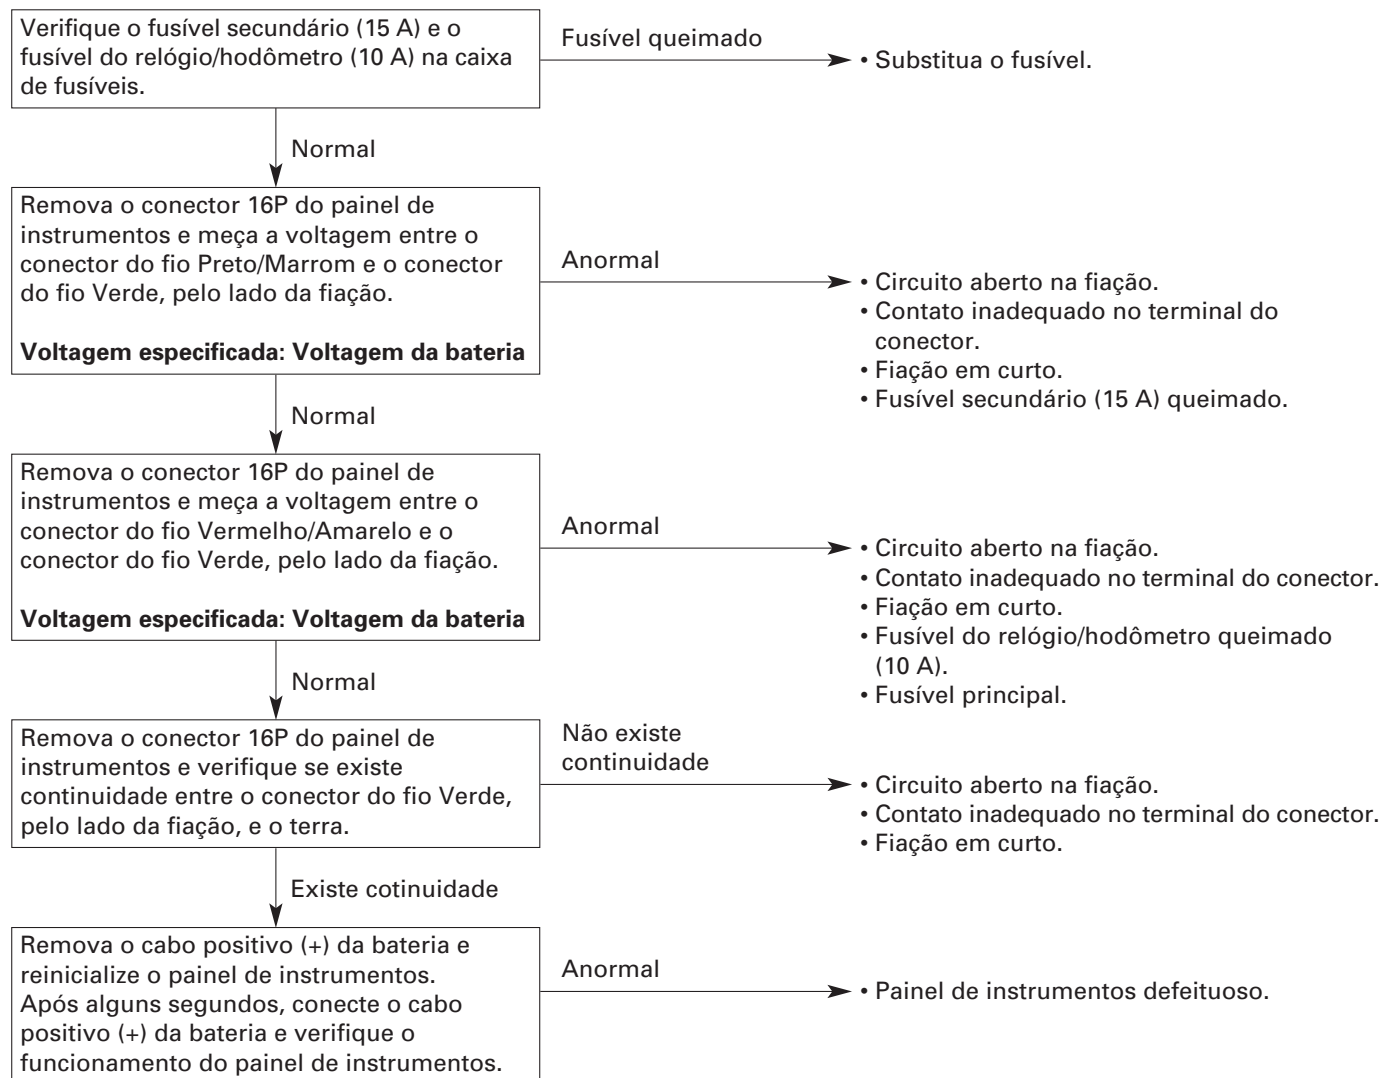 Verifique o fusível secundário (15 A) e o
fusível do relógio/hodômetro (10 A) na caixa
de fusíveis.
Fusível queimado
• Substitua o fusível.
Normal
Remova o conector 16P do painel de
instrumentos e meça a voltagem entre o
conector do fio Preto/Marrom e o conector
do fio Verde, pelo lado da fiação.
Voltagem especificada: Voltagem da bateria
Anormal
• Circuito aberto na fiação.
• Contato inadequado no terminal do
conector.
• Fiação em curto.
• Fusível secundário (15 A) queimado.
Normal
Remova o conector 16P do painel de
instrumentos e meça a voltagem entre o
conector do fio Vermelho/Amarelo e o
conector do fio Verde, pelo lado da fiação.
Voltagem especificada: Voltagem da bateria
Anormal
• Circuito aberto na fiação.
• Contato inadequado no terminal do conector.
• Fiação em curto.
• Fusível do relógio/hodômetro queimado
(10 A).
• Fusível principal.
Normal
Remova o conector 16P do painel de
instrumentos e verifique se existe
continuidade entre o conector do fio Verde,
pelo lado da fiação, e o terra.
Não existe
continuidade
• Circuito aberto na fiação.
• Contato inadequado no terminal do conector.
• Fiação em curto.
Existe cotinuidade
Remova o cabo positivo (+) da bateria e
reinicialize o painel de instrumentos.
Após alguns segundos, conecte o cabo
positivo (+) da bateria e verifique o
funcionamento do painel de instrumentos.
Anormal
• Painel de instrumentos defeituoso.